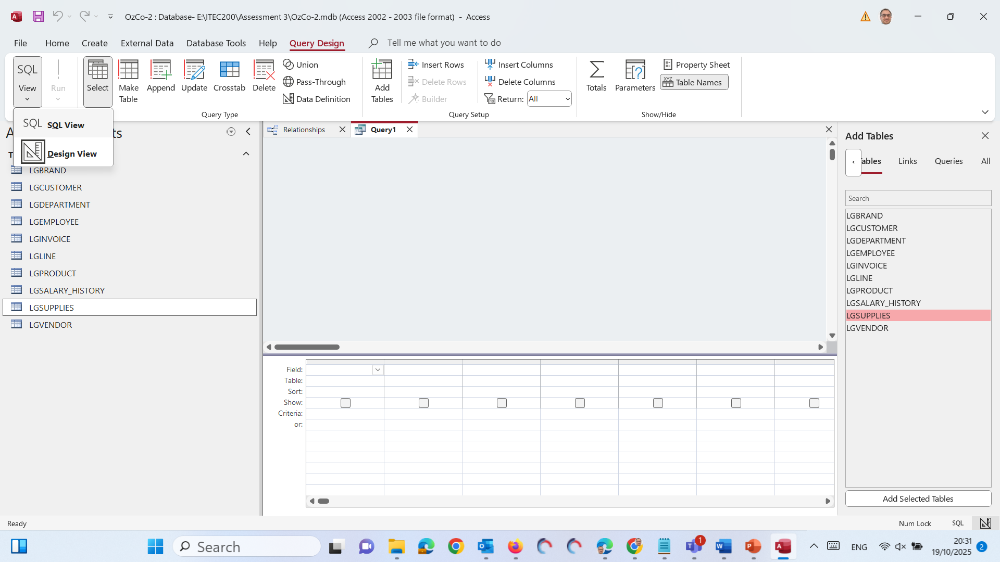 OzCo-2 : Database- E:\ITEC200\Assessment 3\OzCo-2.mdb (Access 2002 - 2003 file format)  -  Access
File Home Create External Data Database Tools Help Query Design Tell me what you want to do
SQL
View
Run
Select
Make Table
Append
Update
Crosstab
Delete
Union
Pass-Through
Data Definition
Query Type
Add Tables
Insert Rows
Delete Rows
Builder
Insert Columns
Delete Columns
Return: All
Query Setup
Totals
Parameters
Property Sheet
Table Names
Show/Hide
SQL SQL View
Design View
LGBRAND
LGCUSTOMER
LGDEPARTMENT
LGEMPLOYEE
LGINVOICE
LGLINE
LGPRODUCT
LGSALARY_HISTORY
LGSUPPLIES
LGVENDOR
Relationships
Query1
Field:
Table:
Sort:
Show:
Criteria:
or:
Add Tables
ables Links Queries All
Search
LGBRAND
LGCUSTOMER
LGDEPARTMENT
LGEMPLOYEE
LGINVOICE
LGLINE
LGPRODUCT
LGSALARY_HISTORY
LGSUPPLIES
LGVENDOR
Add Selected Tables
Ready
Num Lock
SQL
Search
1
ENG
20:31
19/10/2025
2